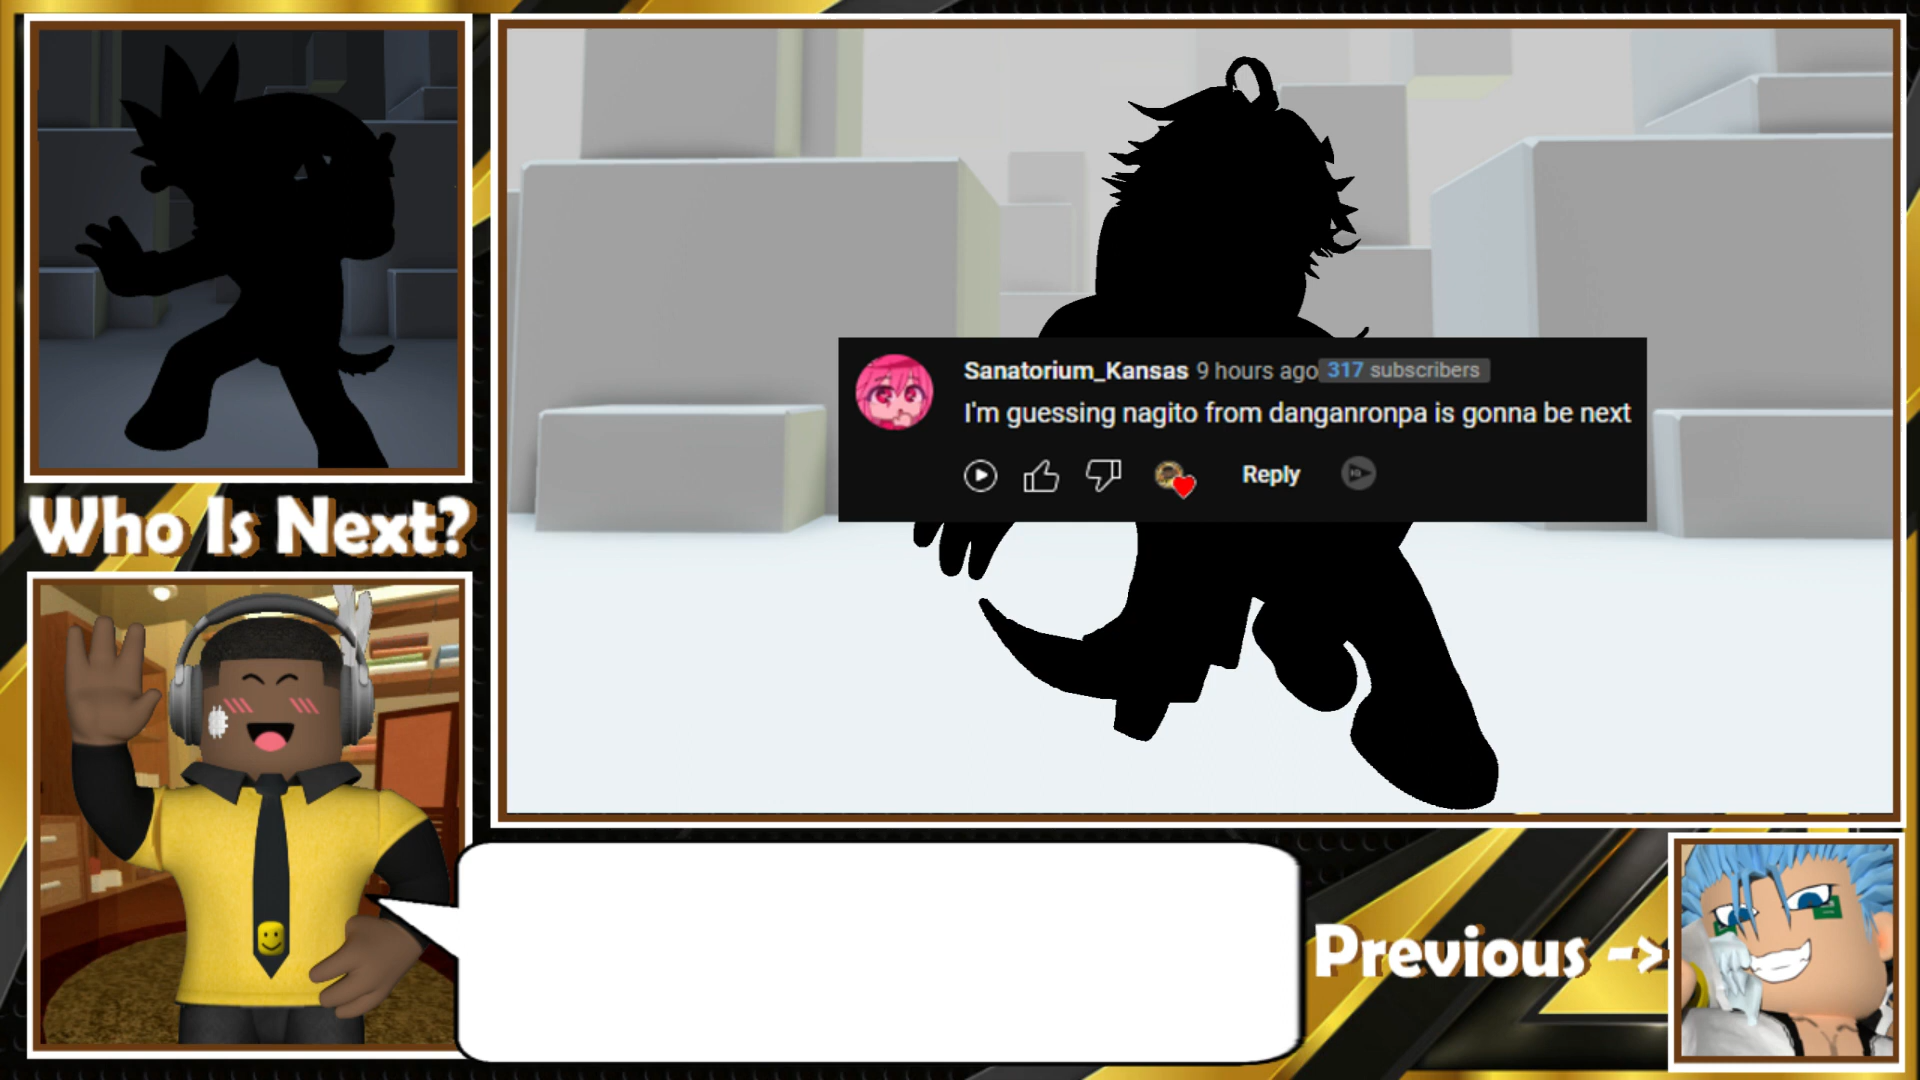 Sanatorium_Kansas 9 hours ago 317 subscribers
I'm guessing nagito from danganronpa is gonna be next
Reply
Who Is Next?
Previous ->